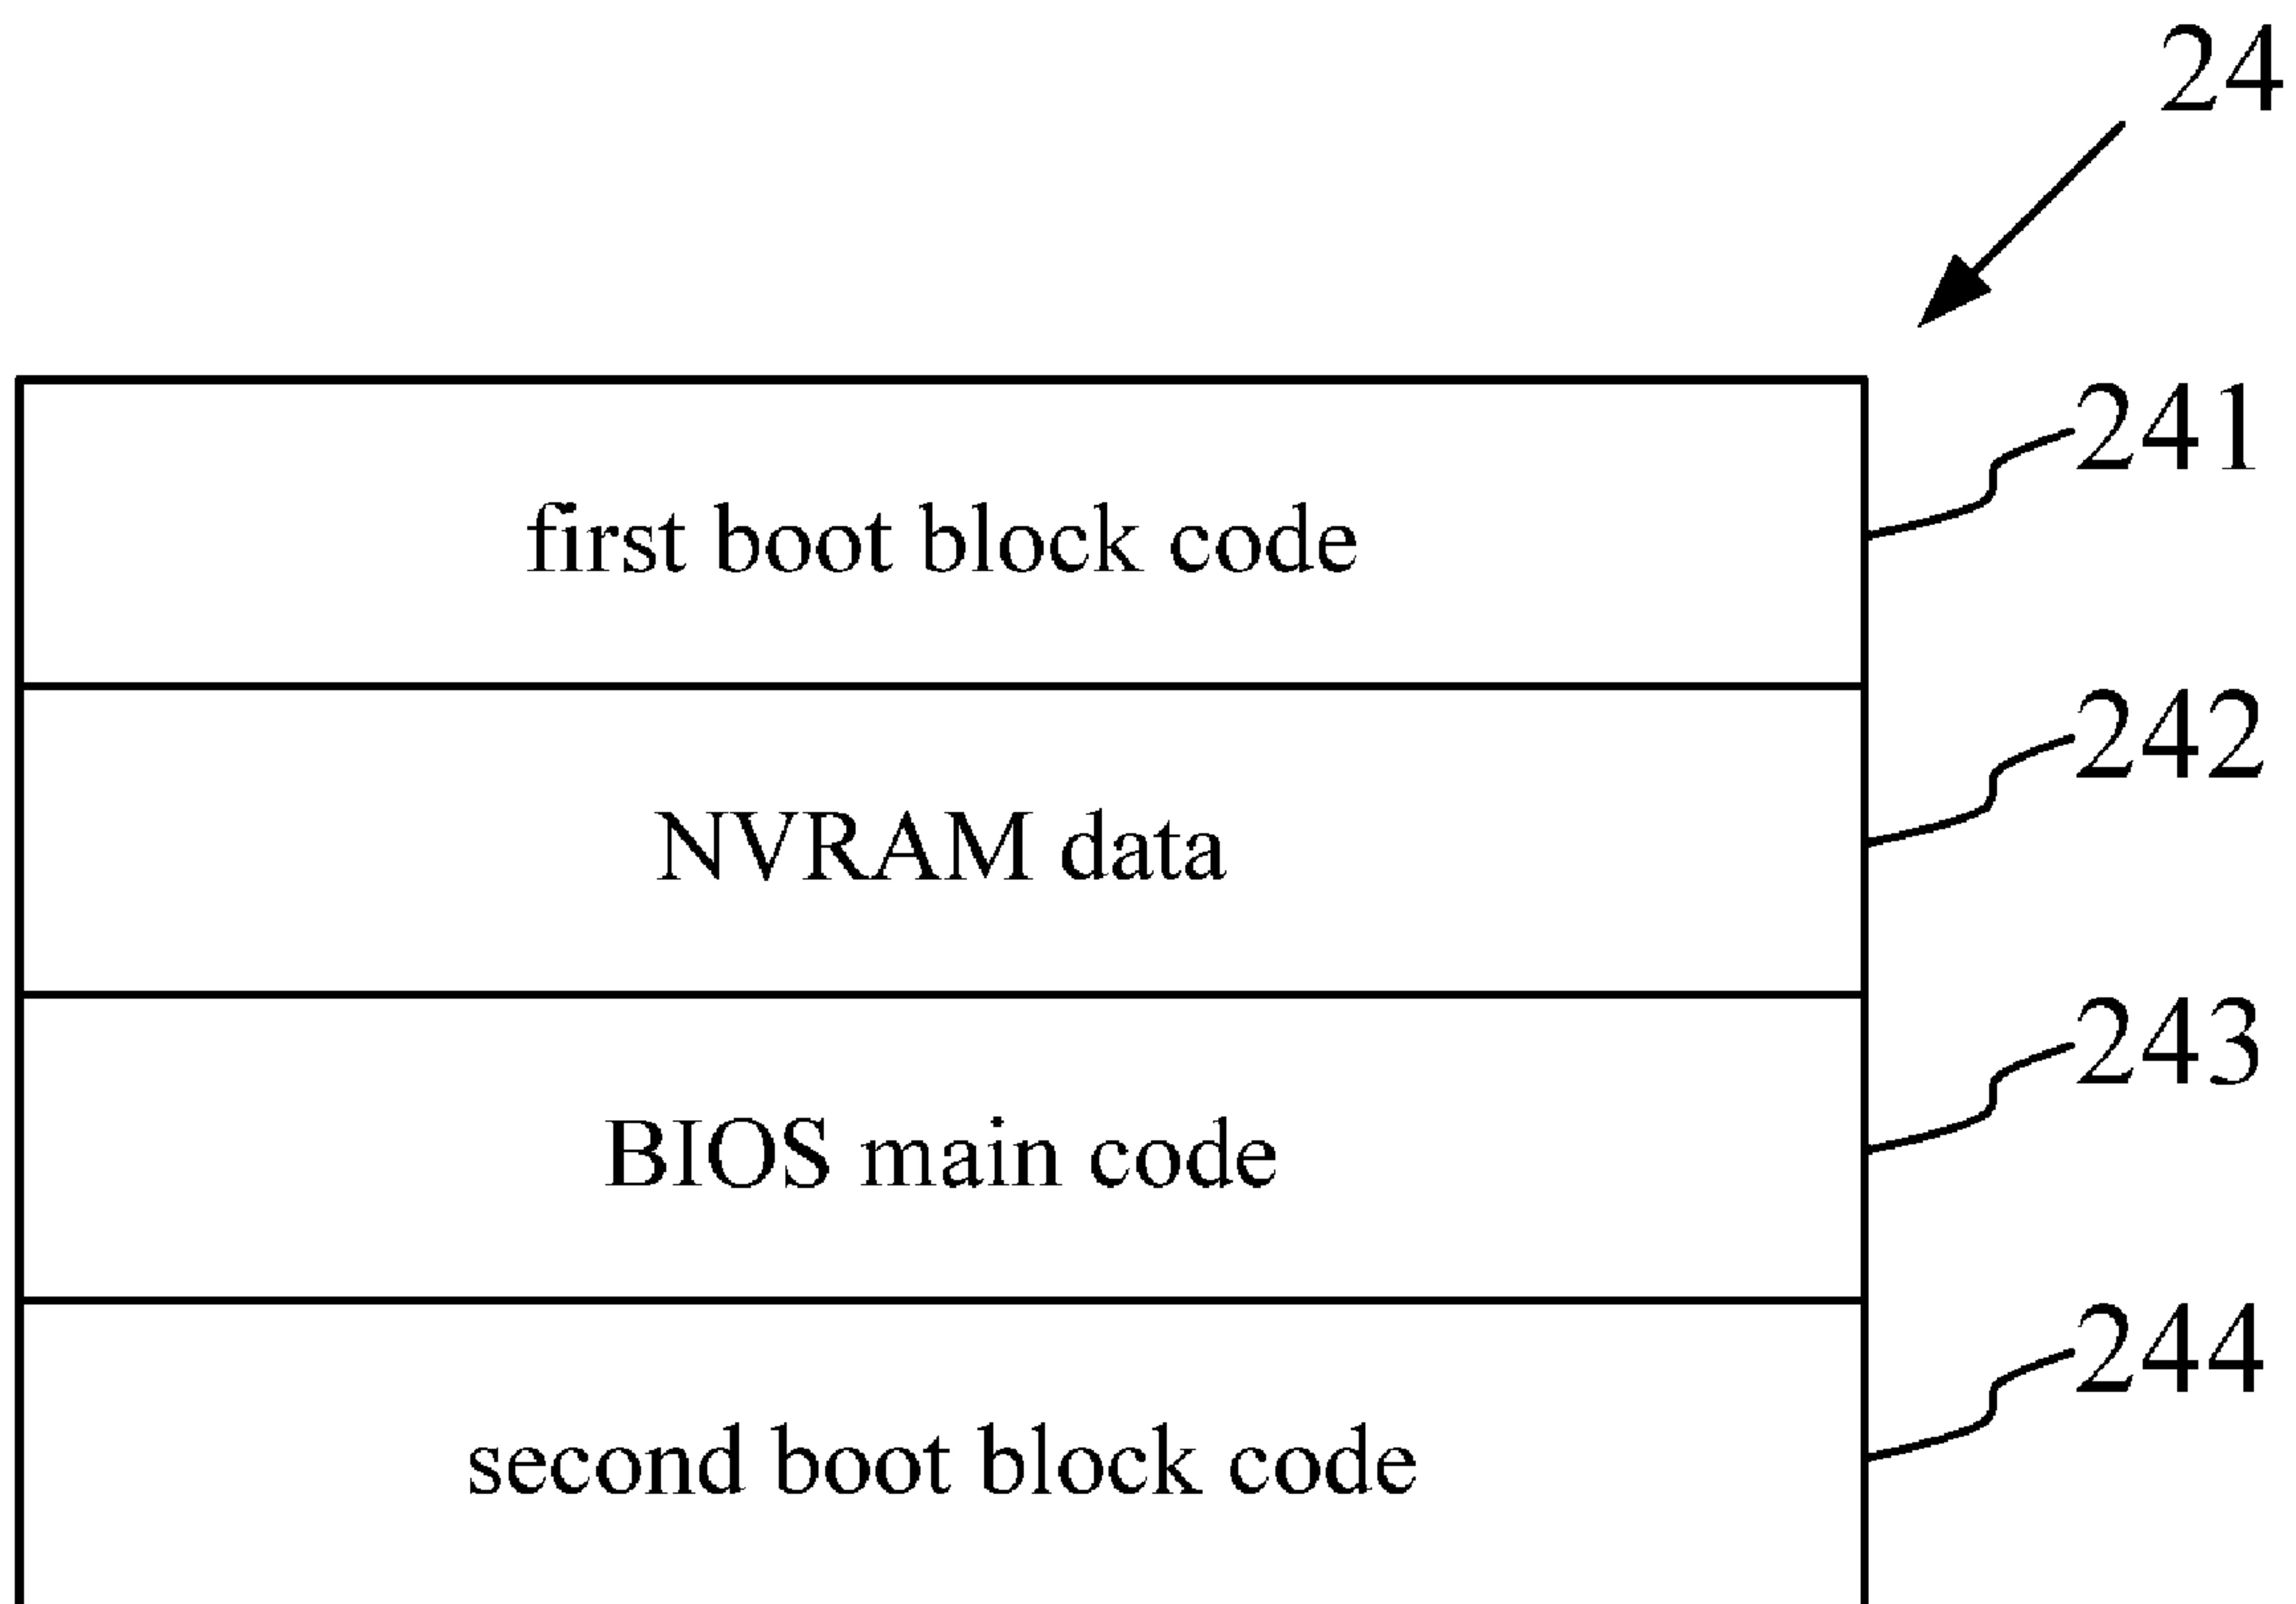 24
241
first boot block code
242
NVRAM data
243
BIOS main code
244
second boot block code